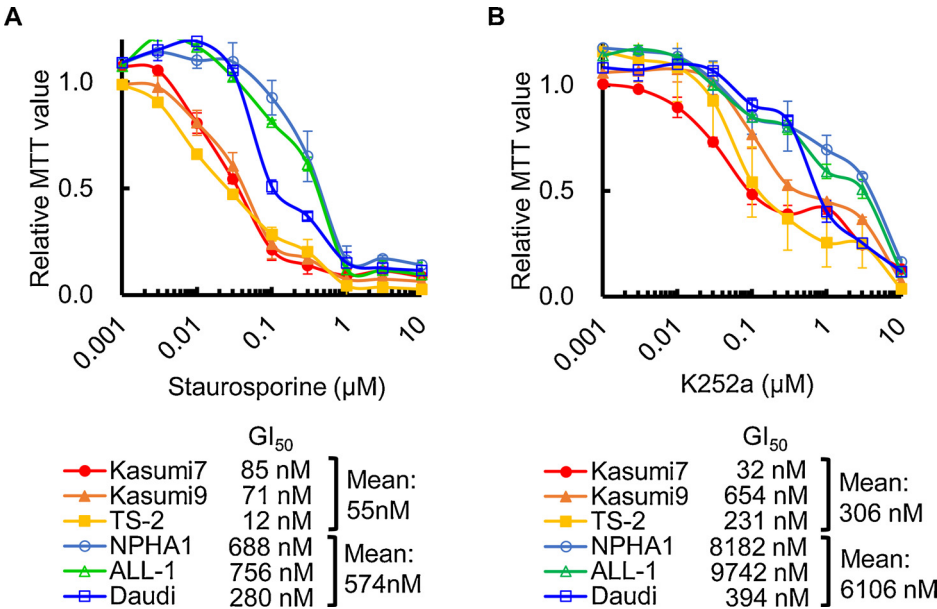 A
Relative MTT value
1.0
0.5
0.0
0.001
0.01
0.1
1
10
Staurosporine (µM)
GI50
Kasumi7 85 nM
Kasumi9 71 nM
TS-2 12 nM
Mean:
55nM
NPHA1 688 nM
ALL-1 756 nM
Daudi 280 nM
Mean:
574nM
B
Relative MTT value
1.0
0.5
0.0
0.001
0.01
0.1
1
10
K252a (µM)
GI50
Kasumi7 32 nM
Kasumi9 654 nM
TS-2 231 nM
Mean:
306 nM
NPHA1 8182 nM
ALL-1 9742 nM
Daudi 394 nM
Mean:
6106 nM